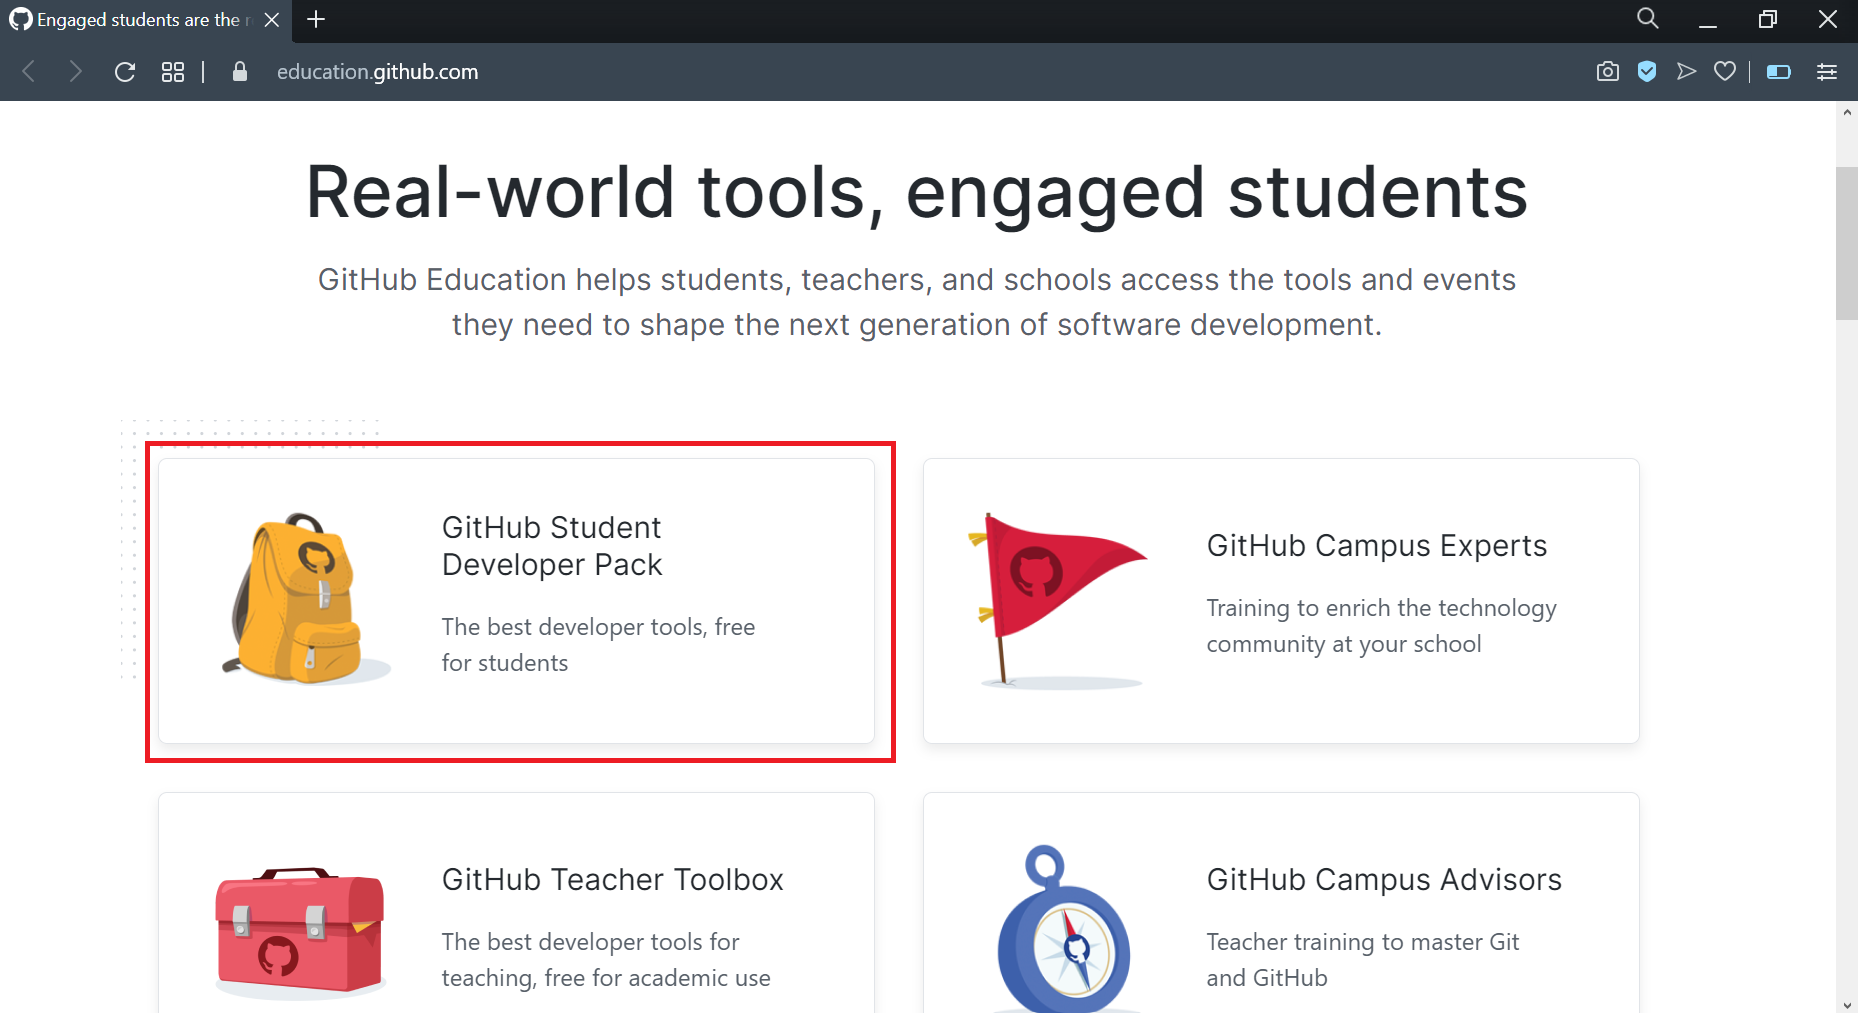 Engaged students are the r
education.github.com
Real-world tools, engaged students
GitHub Education helps students, teachers, and schools access the tools and events
they need to shape the next generation of software development.
GitHub Student
Developer Pack
The best developer tools, free
for students
GitHub Campus Experts
Training to enrich the technology
community at your school
GitHub Teacher Toolbox
The best developer tools for
teaching, free for academic use
GitHub Campus Advisors
Teacher training to master Git
and GitHub